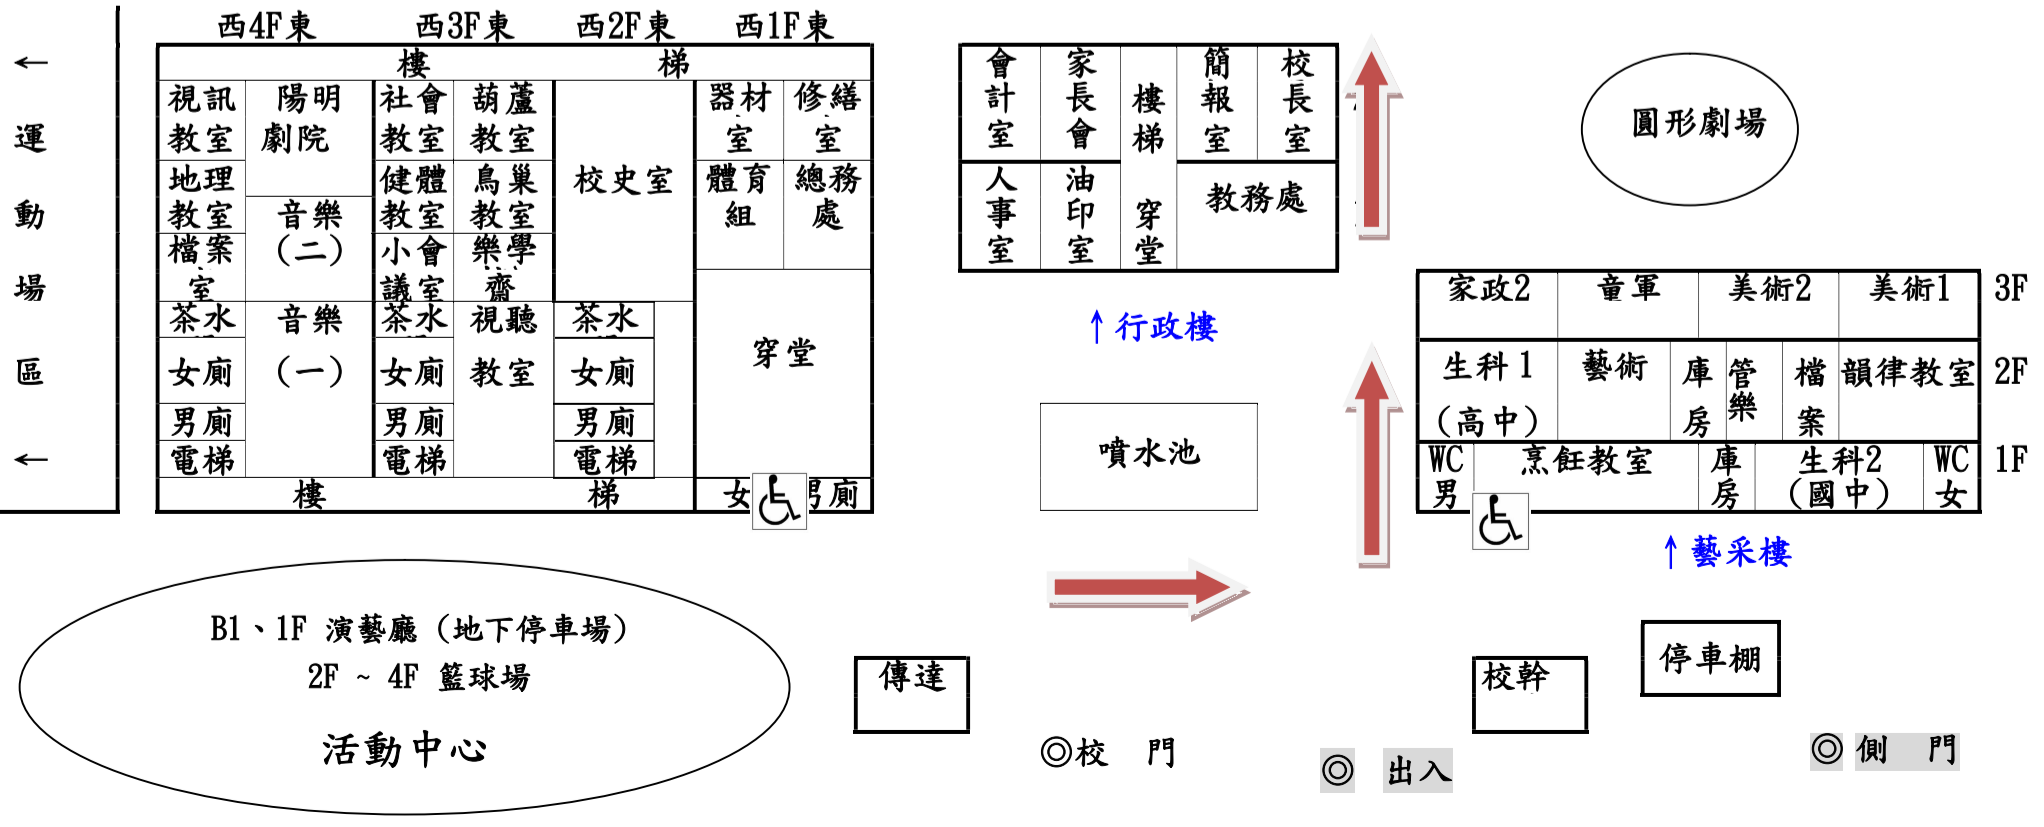 西4F東
西3F東
西2F東
西1F東
←
運
動
場
區
←
樓 梯
視訊
教室
陽明
劇院
社會
教室
葫蘆
教室
校史室
器材
室
修繕
室
地理
教室
音樂
(二)
健體
教室
鳥巢
教室
體育
組
總務
處
檔案
室
小會
議室
樂學
齋
茶水
音樂
(一)
茶水
視聽
教室
茶水
穿堂
女廁
女廁
女廁
男廁
男廁
男廁
電梯
電梯
電梯
樓 梯
女
男廁
會計室
家長會
樓梯
穿堂
簡報室
校長室
人事室
油印室
教務處
↑行政樓
噴水池
圓形劇場
家政2
童軍
美術2
美術1
3F
生科1
(高中)
藝術
庫房
管樂
檔案
韻律教室
2F
WC
男
烹飪教室
庫房
生科2
(國中)
WC
女
1F
↑藝采樓
B1、1F 演藝廳(地下停車場)
2F ~ 4F 籃球場
活動中心
傳達
校幹
停車棚
◎校 門
◎ 出入
◎側 門